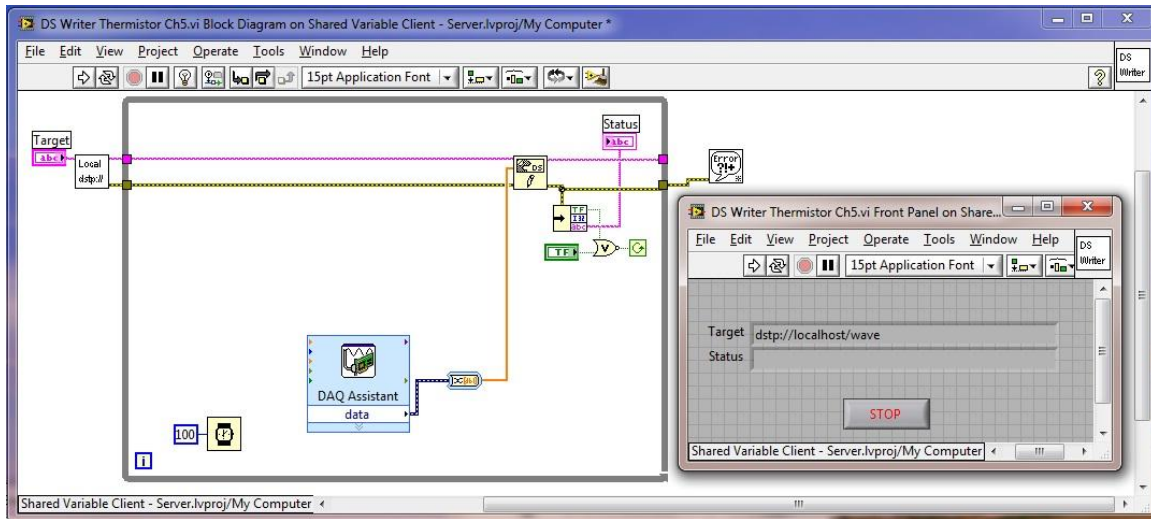 DS Writer Thermistor Ch5.vi Block Diagram on Shared Variable Client - Server.lvproj/My Computer *
File Edit View Project Operate Tools Window Help
15pt Application Font
DS
Writer
Target
abc
Local
dstp://
Status
abc
DS
Error
?!+
TF
abc
TF
V
DAQ Assistant
data
100
i
Shared Variable Client - Server.lvproj/My Computer
DS Writer Thermistor Ch5.vi Front Panel on Share...
File Edit View Project Operate Tools Window Help
15pt Application Font
DS
Writer
Target dstp://localhost/wave
Status
STOP
Shared Variable Client - Server.lvproj/My Computer